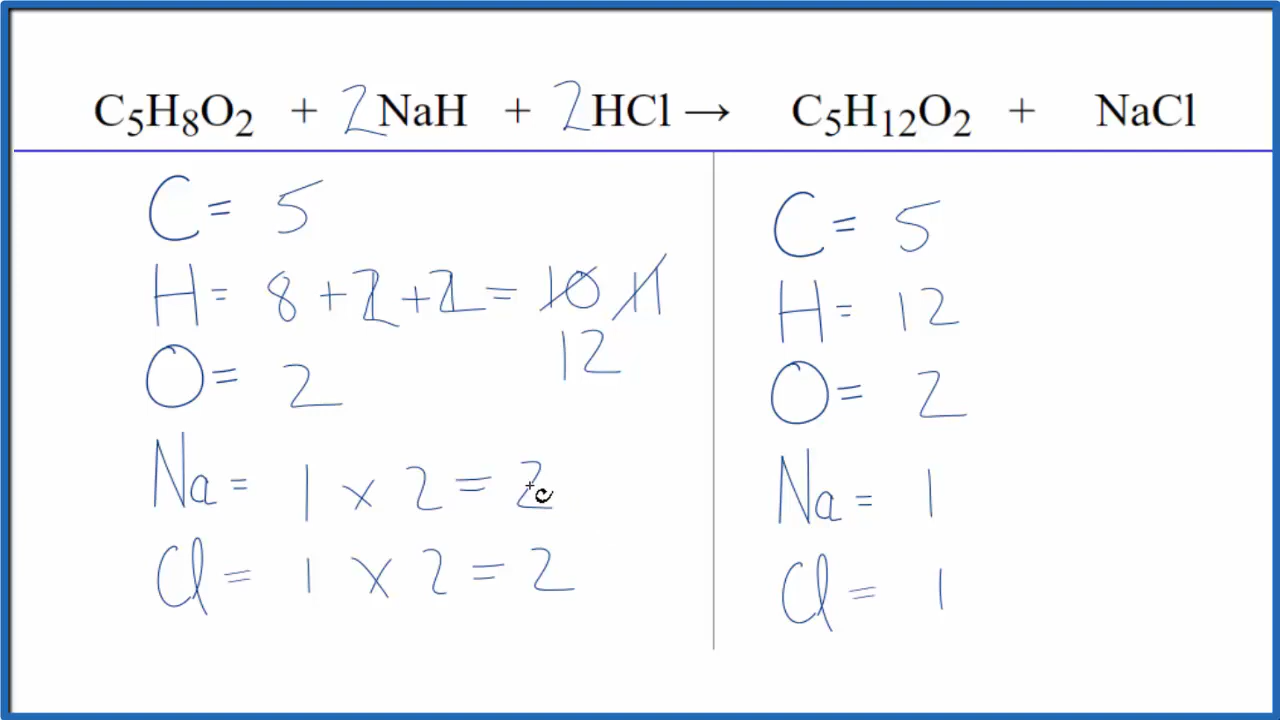 C₅H₈O₂ + 2NaH + 2HCl → C₅H₁₂O₂ + NaCl
C = 5
H = 8 + 2 + 2 = 10 11
12
O = 2
Na = 1 x 2 = 2
Cl = 1 x 2 = 2
C = 5
H = 12
O = 2
Na = 1
Cl = 1